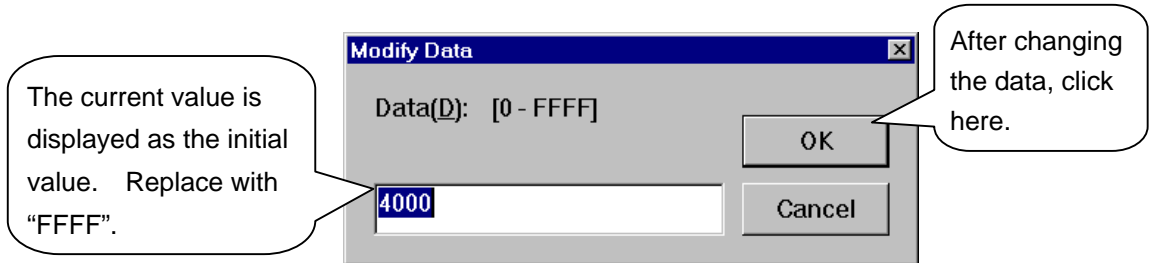 Modify Data
After changing
the data, click
here.
The current value is
displayed as the initial
value. Replace with
“FFFF”.
Data(D): [0 - FFFF]
OK
4000
Cancel